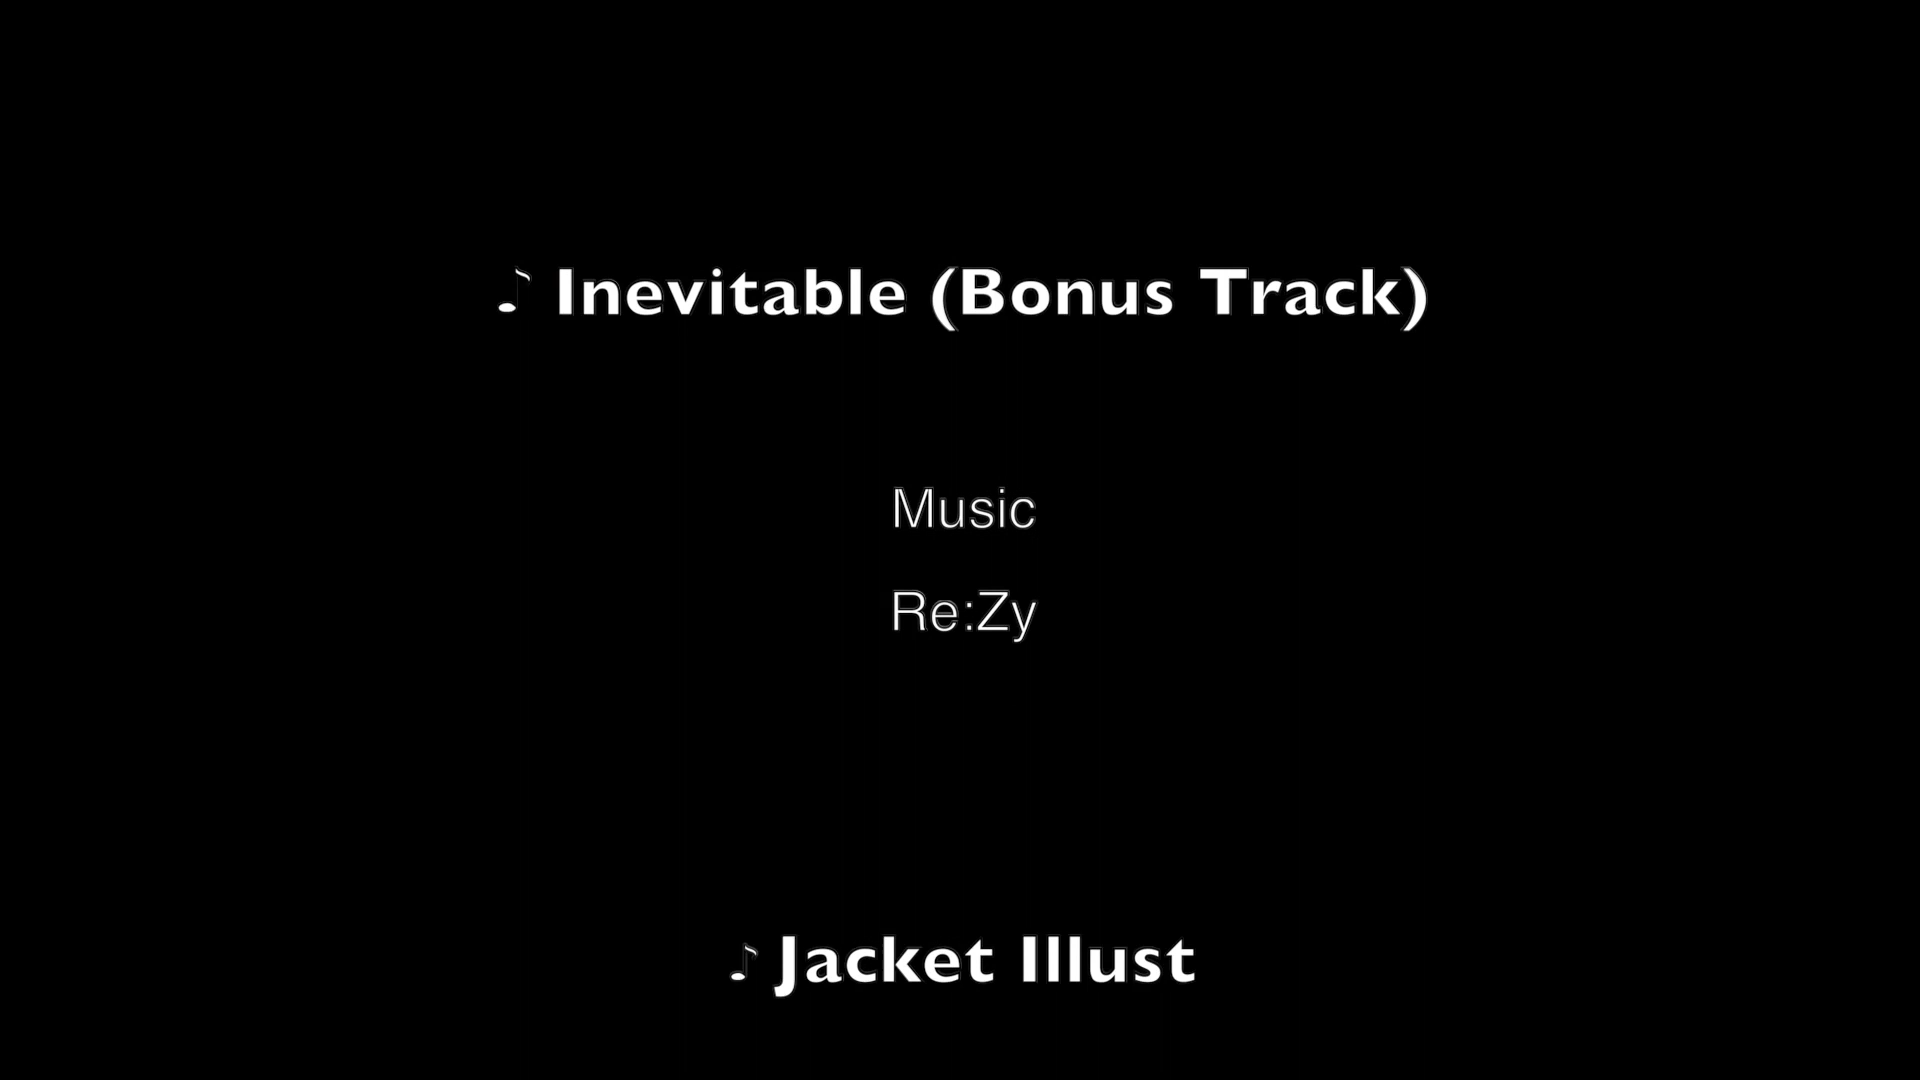 ♪ Inevitable (Bonus Track)
Music
Re:Zy
♪ Jacket Illust